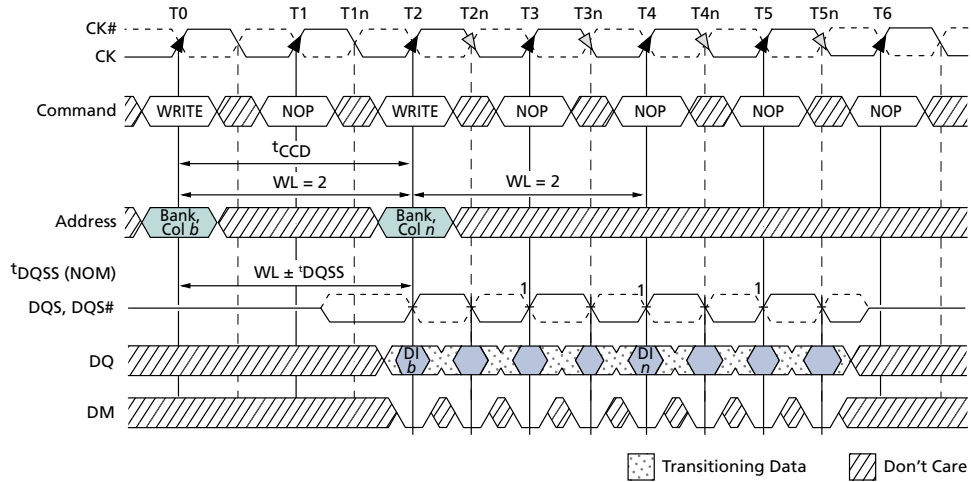 T0 T1 T1n T2 T2n T3 T3n T4 T4n T5 T5n T6
CK#
CK
Command WRITE NOP WRITE NOP NOP NOP NOP
tCCD
WL = 2 WL = 2
Address Bank, Col b Bank, Col n
tDQSS (NOM) WL ± tDQSS
DQS, DQS# 1 1 1
DQ DI b DI n
DM
Transitioning Data Don't Care